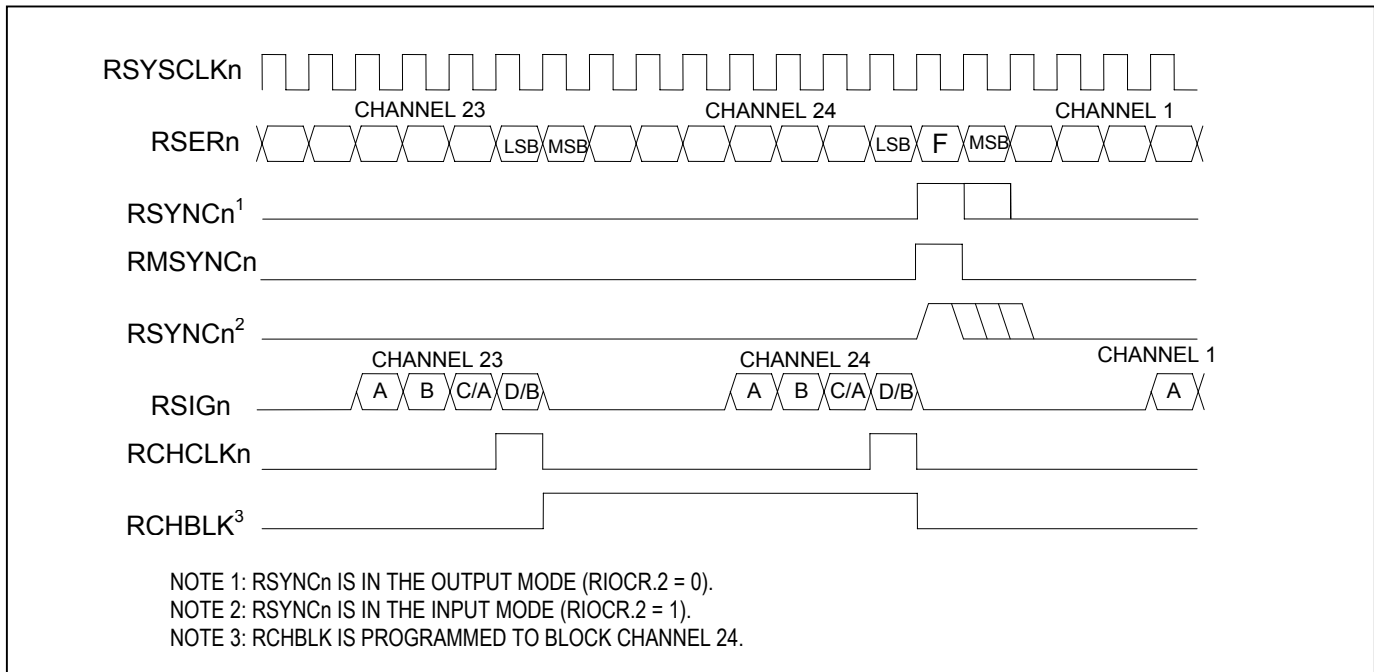 RSYSCLKn
CHANNEL 23 CHANNEL 24 CHANNEL 1
RSERn LSB MSB LSB F MSB
RSYNCn1
RMSYNCn
RSYNCn2
CHANNEL 23 CHANNEL 24 CHANNEL 1
RSIGn A B C/A D/B A B C/A D/B A
RCHCLKn
RCHBLK3
NOTE 1: RSYNCn IS IN THE OUTPUT MODE (RIOCR.2 = 0).
NOTE 2: RSYNCn IS IN THE INPUT MODE (RIOCR.2 = 1).
NOTE 3: RCHBLK IS PROGRAMMED TO BLOCK CHANNEL 24.